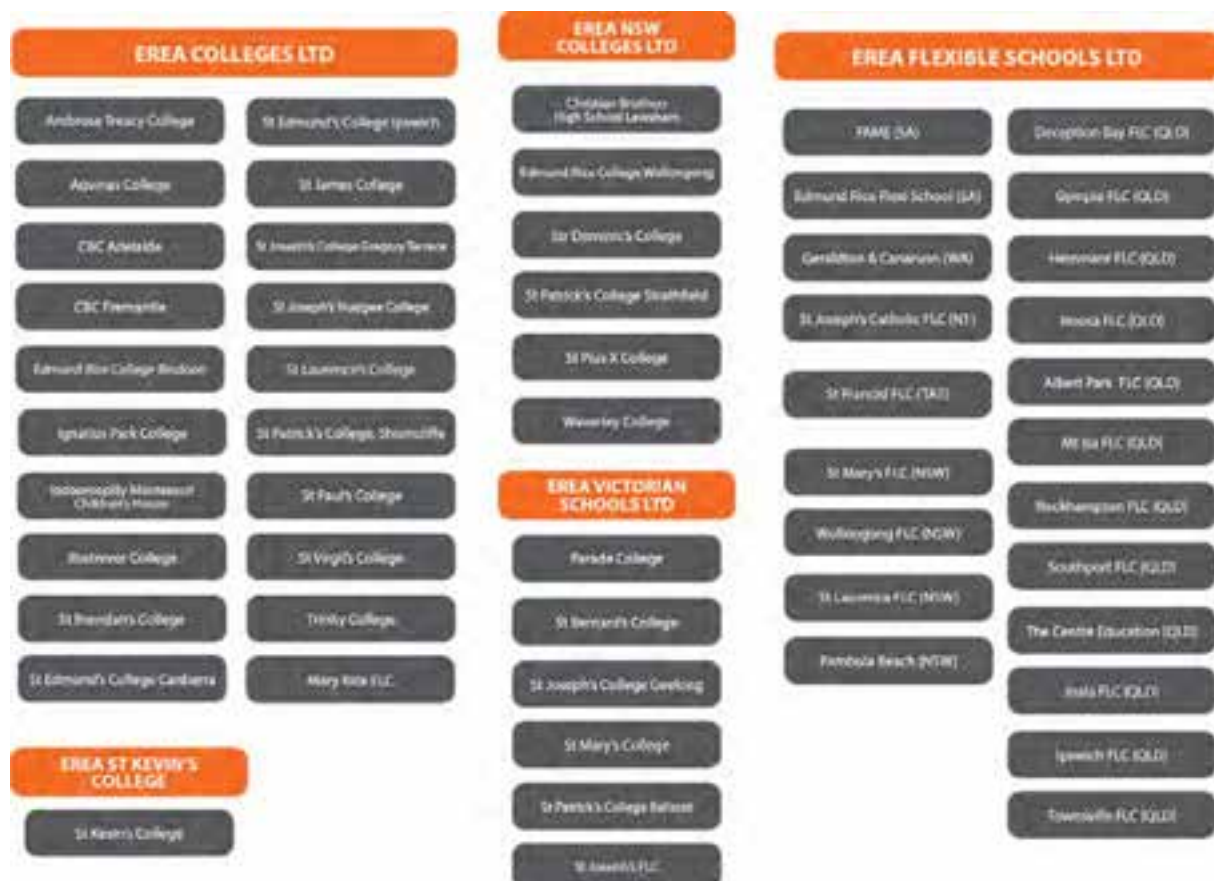 EREA COLLEGES LTD
Ambrose Treacy College
Aquinas College
CBC Adelaide
CBC Fremantle
Edmund Rice College Bindoon
Ignatius Park College
Indooroopilly Montessori
Children's House
Rostrevor College
St Brendan's College
St Edmund's College Canberra
St Edmund's College Ipswich
St James College
St Joseph's College Gregory Terrace
St Joseph's Nudgee College
St Laurence's College
St Patrick's College, Shorncliffe
St Paul's College
St Virgil's College
Trinity College
Mary Rice ELC
EREA ST KEVIN'S
COLLEGE
St Kevin's College
EREA NSW
COLLEGES LTD
Christian Brothers
High School Lewisham
Edmund Rice College Wollongong
St Dominic's College
St Patrick's College Strathfield
St Pius X College
Waverley College
EREA VICTORIAN
SCHOOLS LTD
Parade College
St Bernard's College
St Joseph's College Geelong
St Mary's College
St Patrick's College Ballarat
St Joseph's FLC
EREA FLEXIBLE SCHOOLS LTD
FAME (SA)
Edmund Rice Flexi School (SA)
Geraldton & Carnarvon (WA)
St Joseph's Catholic FLC (NT)
St Francis FLC (TAS)
St Mary's FLC (NSW)
Wollongong FLC (NSW)
St Laurence FLC (NSW)
Pambula Beach (NSW)
Deception Bay FLC (QLD)
Gympie FLC (QLD)
Hemmant FLC (QLD)
Noosa FLC (QLD)
Albert Park FLC (QLD)
Mt Isa FLC (QLD)
Rockhampton FLC (QLD)
Southport FLC (QLD)
The Centre Education (QLD)
Inala FLC (QLD)
Ipswich FLC (QLD)
Townsville FLC (QLD)